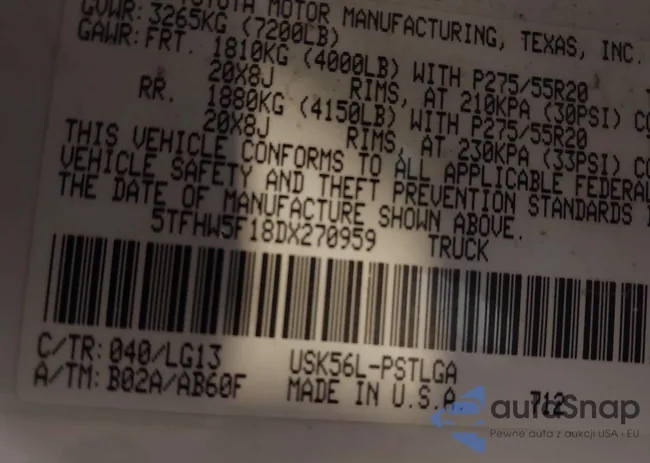 TOYOTA MOTOR MANUFACTURING, TEXAS, INC.
GVWR: 3265KG (7200LB)
GAWR: FRT. 1810KG (4000LB) WITH P275/55R20
20X8J RIMS, AT 210KPA (30PSI)
RR. 1880KG (4150LB) WITH P275/55R20
20X8J RIMS, AT 230KPA (33PSI)
THIS VEHICLE CONFORMS TO ALL APPLICABLE FEDERAL
VEHICLE SAFETY AND THEFT PREVENTION STANDARDS
THE DATE OF MANUFACTURE SHOWN ABOVE.
5TFHW5F18DX270959 TRUCK
C/TR: 040/LG13 USK56L-PSTLGA
A/TM: B02A/AB60F MADE IN U.S.A. 712
autaSnap
Pewne auta z aukcji USA • EU